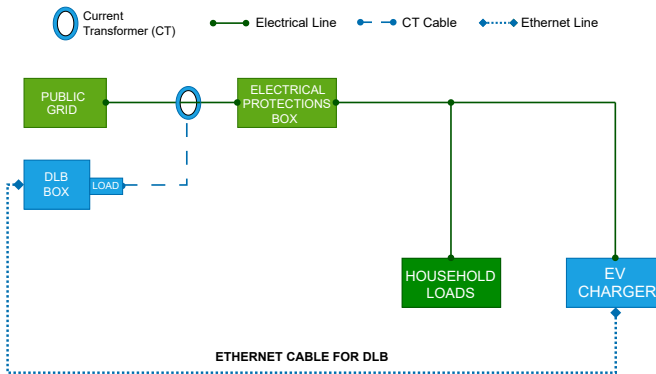 Current
Transformer (CT)
Electrical Line
CT Cable
Ethernet Line
PUBLIC
GRID
ELECTRICAL
PROTECTIONS
BOX
DLB
BOX
LOAD
HOUSEHOLD
LOADS
EV
CHARGER
ETHERNET CABLE FOR DLB